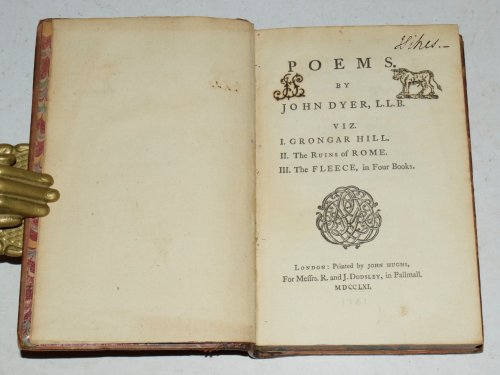 Hikes.—
POEMS.
BY
JOHN DYER, L.L.B.
VIZ.
I. GRONGAR HILL.
II. The RUINS of ROME.
III. The FLEECE, in Four Books.
LONDON: Printed by JOHN HUGHS,
For Messrs. R. and J. DODSLEY, in Pallmall.
MDCCLXI.
1761